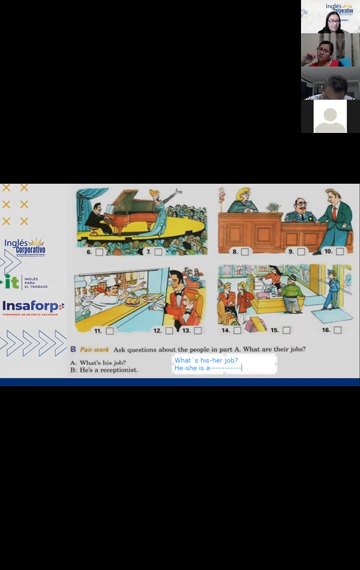 Inglés
Corporativo
Inglés
Corporativo
it
INGLÉS
PARA
EL TRABAJO
Insaforp
6.
7.
8.
9.
10.
11.
12.
13.
14.
15.
16.
B Pair work Ask questions about the people in part A. What are their jobs?
A: What's his job?
B: He's a receptionist.
What´s his-her job?
He-she is a-----------